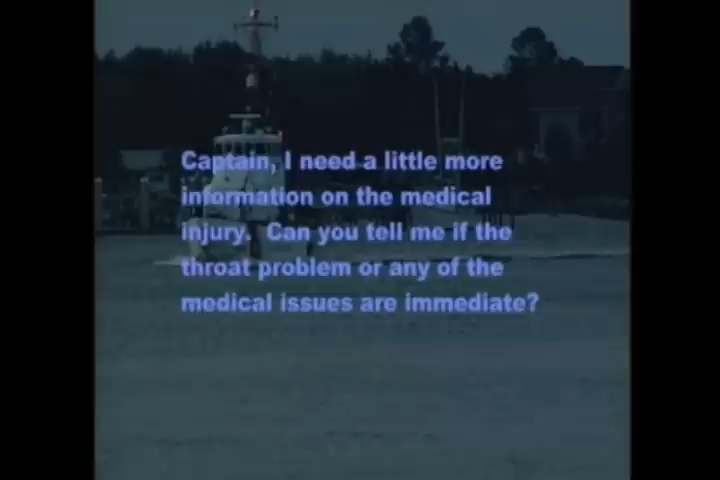 Captain, I need a little more
information on the medical
injury.  Can you tell me if the
throat problem or any of the
medical issues are immediate?